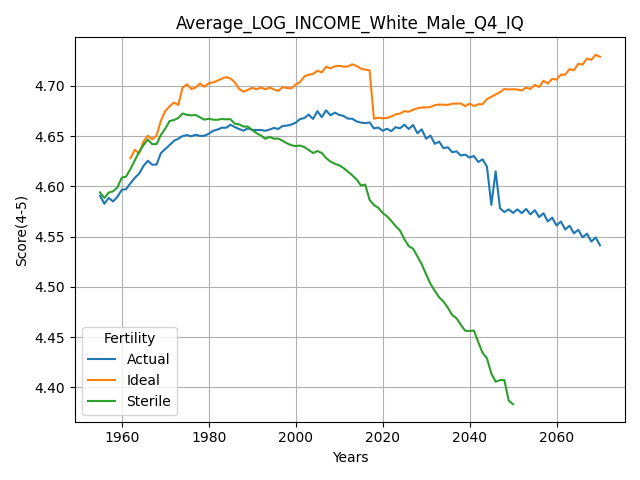 Average_LOG_INCOME_White_Male_Q4_IQ
Score(4-5)
4.70
4.65
4.60
4.55
4.50
4.45
4.40
Fertility
Actual
Ideal
Sterile
1960 1980 2000 2020 2040 2060
Years